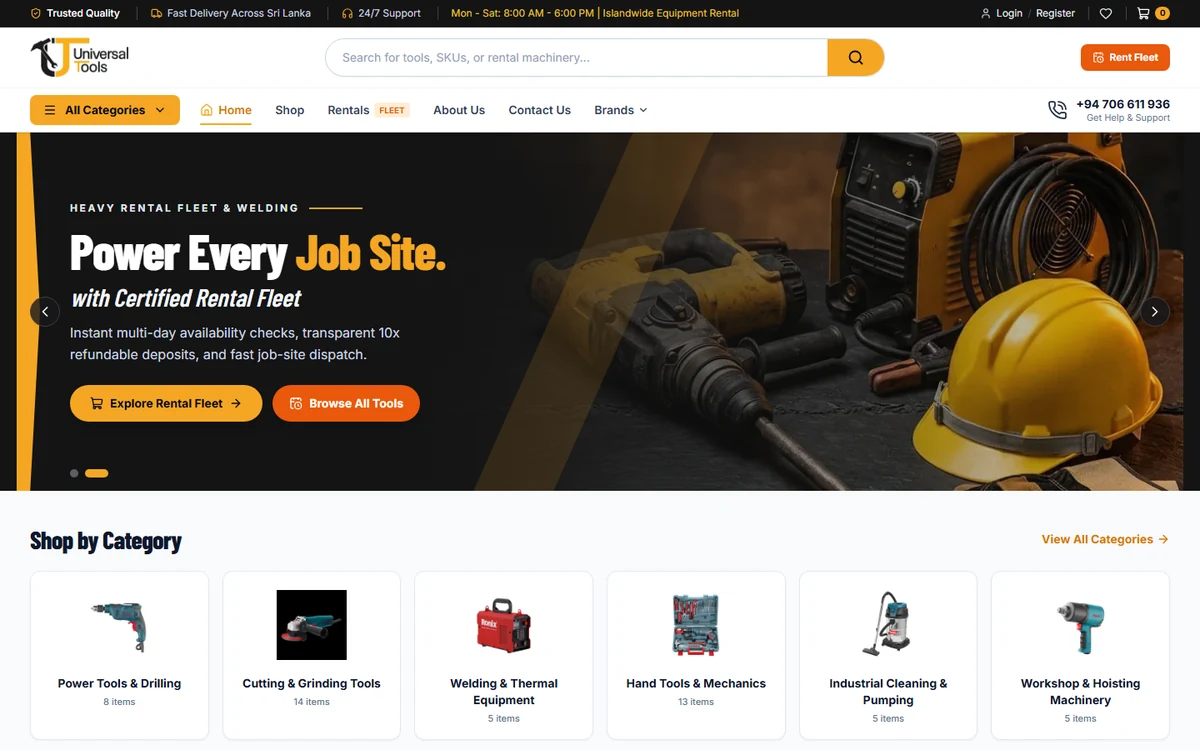 Trusted Quality
Fast Delivery Across Sri Lanka
24/7 Support
Mon - Sat: 8:00 AM - 6:00 PM | Islandwide Equipment Rental
Login / Register
0
Universal
Tools
Search for tools, SKUs, or rental machinery...
Rent Fleet
All Categories
Home
Shop
Rentals FLEET
About Us
Contact Us
Brands
+94 706 611 936
Get Help & Support
HEAVY RENTAL FLEET & WELDING
Power Every Job Site.
with Certified Rental Fleet
Instant multi-day availability checks, transparent 10x
refundable deposits, and fast job-site dispatch.
Explore Rental Fleet
Browse All Tools
Shop by Category
View All Categories
Ronix
Power Tools & Drilling
8 items
Cutting & Grinding Tools
14 items
Welding & Thermal
Equipment
5 items
Hand Tools & Mechanics
13 items
Industrial Cleaning &
Pumping
5 items
Workshop & Hoisting
Machinery
5 items